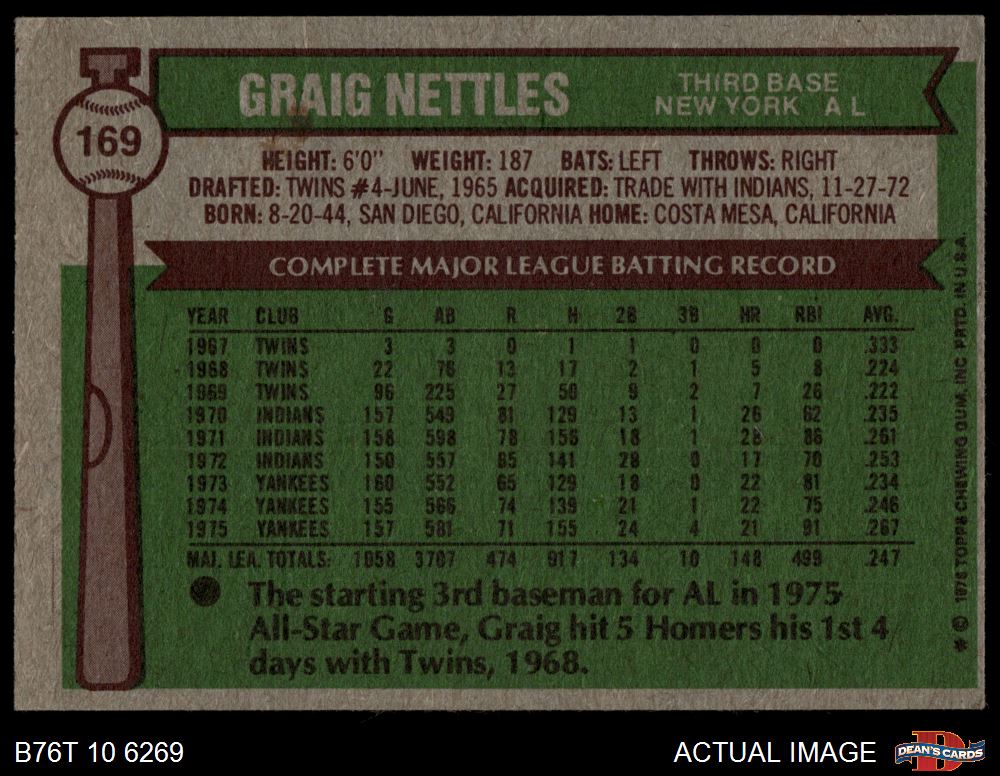 169
GRAIG NETTLES
THIRD BASE
NEW YORK A L
HEIGHT: 6'0" WEIGHT: 187 BATS: LEFT THROWS: RIGHT
DRAFTED: TWINS #4-JUNE, 1965 ACQUIRED: TRADE WITH INDIANS, 11-27-72
BORN: 8-20-44, SAN DIEGO, CALIFORNIA HOME: COSTA MESA, CALIFORNIA
COMPLETE MAJOR LEAGUE BATTING RECORD
YEAR CLUB G AB R H 2B 3B HR RBI AVG.
1967 TWINS 3 3 0 1 1 0 0 0 .333
1968 TWINS 22 76 13 17 2 1 5 8 .224
1969 TWINS 96 225 27 50 9 2 7 26 .222
1970 INDIANS 157 549 81 129 13 1 26 62 .235
1971 INDIANS 158 598 78 156 18 1 28 86 .261
1972 INDIANS 150 557 65 141 28 0 17 70 .253
1973 YANKEES 160 552 65 129 18 0 22 81 .234
1974 YANKEES 155 566 74 139 21 1 22 75 .246
1975 YANKEES 157 581 71 155 24 4 21 91 .267
MAJ. LEA. TOTALS: 1058 3707 474 917 134 10 148 499 .247
The starting 3rd baseman for AL in 1975
All-Star Game, Graig hit 5 Homers his 1st 4
days with Twins, 1968.
* © 1976 TOPPS CHEWING GUM, INC. PRTD. IN U.S.A.
B76T 10 6269
ACTUAL IMAGE
DEAN'S CARDS